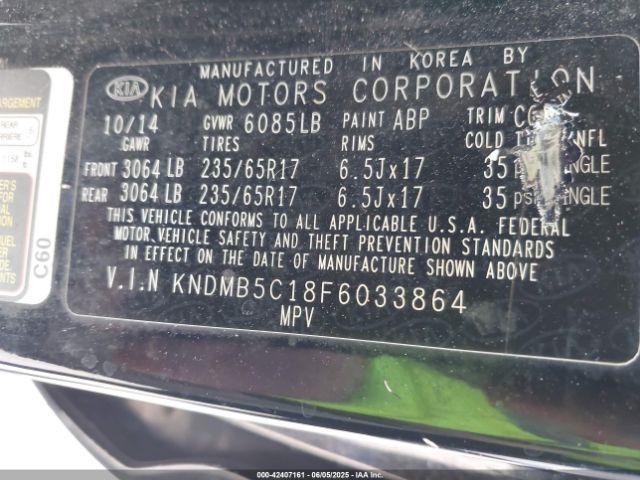 MANUFACTURED IN KOREA BY
KIA KIA MOTORS CORPORATION
10/14 GVWR 6085LB PAINT ABP TRIM
GAWR TIRES RIMS COLD
FRONT 3064 LB 235/65R17 6.5Jx17 35
REAR 3064 LB 235/65R17 6.5Jx17 35
THIS VEHICLE CONFORMS TO ALL APPLICABLE U.S.A. FEDERAL
MOTOR VEHICLE SAFETY AND THEFT PREVENTION STANDARDS
IN EFFECT ON THE DATE OF MANUFACTURE SHOWN ABOVE
V.I.N KNDMB5C18F6033864
MPV
C60
000-42407161 - 06/05/2025 - IAA Inc.